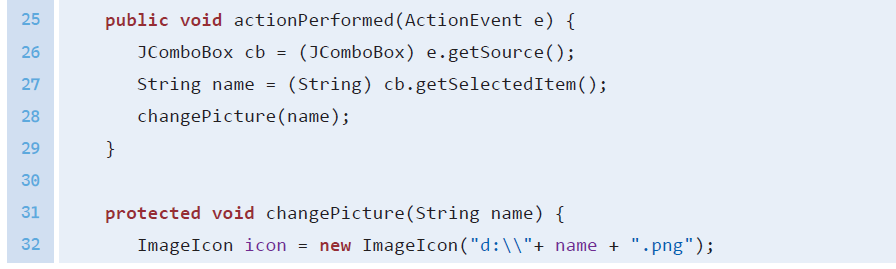 25 public void actionPerformed(ActionEvent e) {
26 JComboBox cb = (JComboBox) e.getSource();
27 String name = (String) cb.getSelectedItem();
28 changePicture(name);
29 }
30
31 protected void changePicture(String name) {
32 ImageIcon icon = new ImageIcon("d:\\"+ name + ".png");